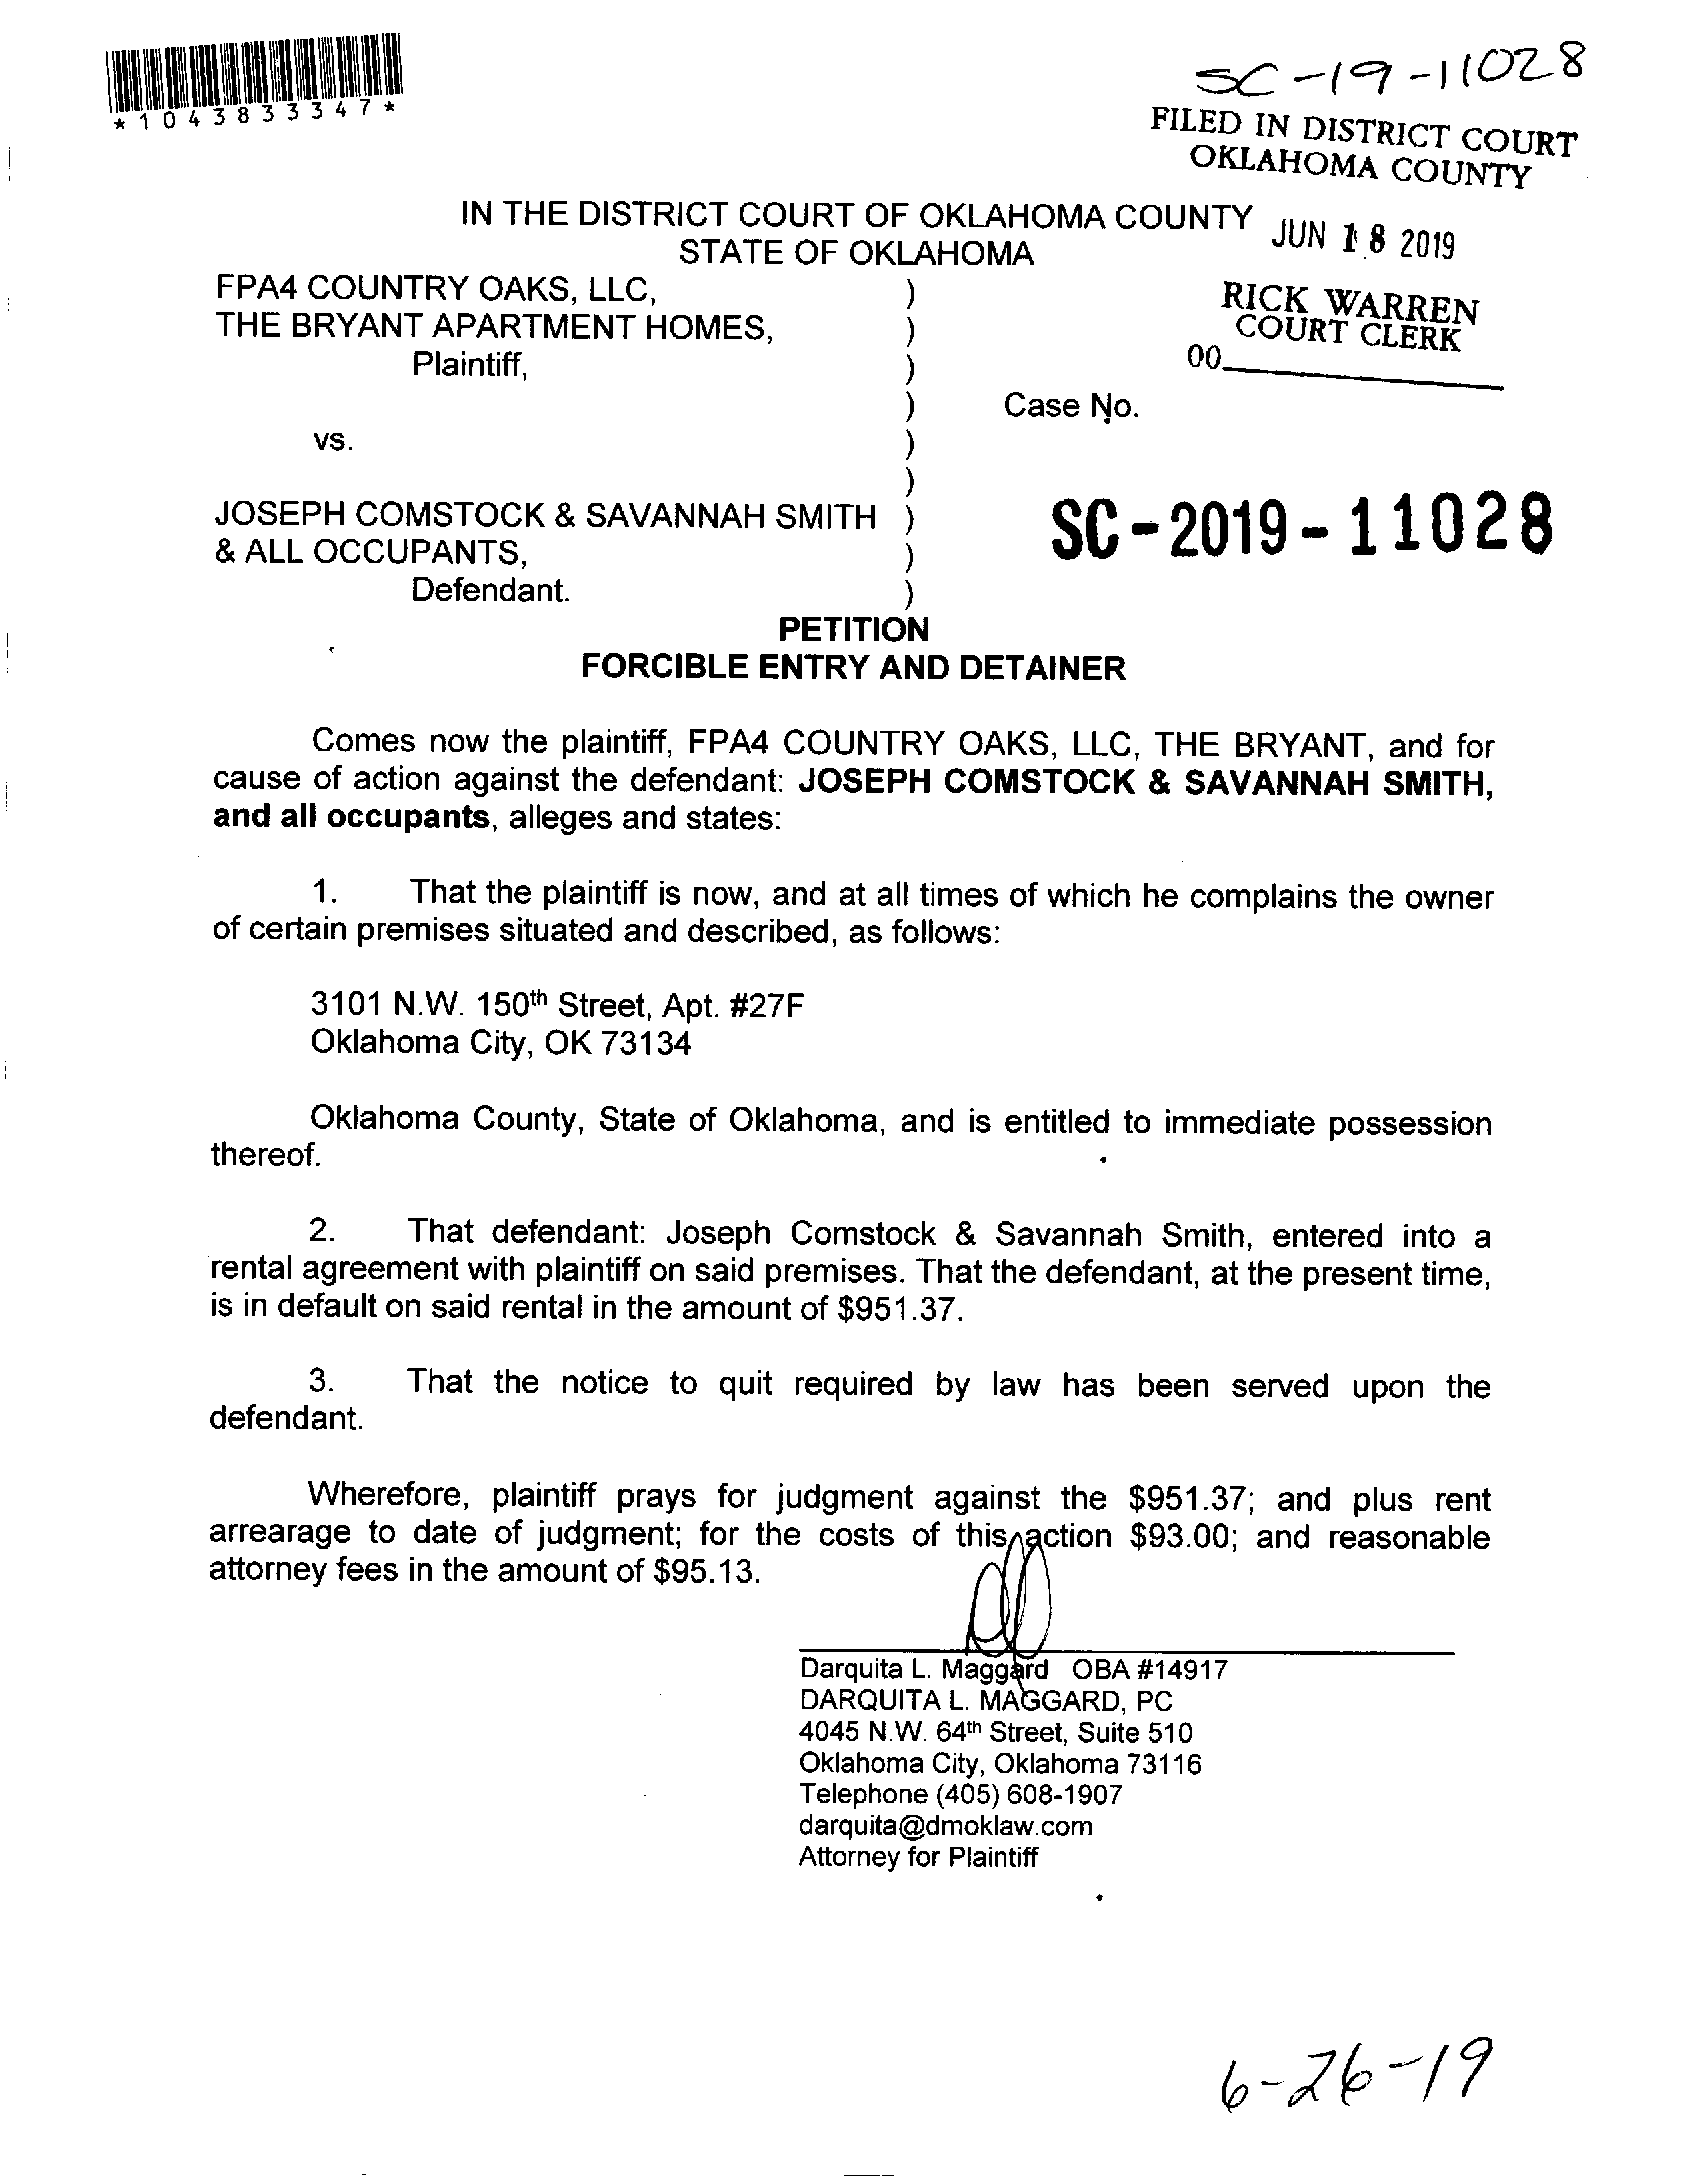 *1043833347*
SC-19-11028
FILED IN DISTRICT COURT
OKLAHOMA COUNTY
IN THE DISTRICT COURT OF OKLAHOMA COUNTY
STATE OF OKLAHOMA
JUN 18 2019
FPA4 COUNTRY OAKS, LLC, )
THE BRYANT APARTMENT HOMES, )
Plaintiff, )
RICK WARREN
COURT CLERK
00
) Case No.
vs. )
)
JOSEPH COMSTOCK & SAVANNAH SMITH )
& ALL OCCUPANTS, )
Defendant. )
SC-2019-11028
PETITION
FORCIBLE ENTRY AND DETAINER
Comes now the plaintiff, FPA4 COUNTRY OAKS, LLC, THE BRYANT, and for
cause of action against the defendant: JOSEPH COMSTOCK & SAVANNAH SMITH,
and all occupants, alleges and states:
1. That the plaintiff is now, and at all times of which he complains the owner
of certain premises situated and described, as follows:
3101 N.W. 150th Street, Apt. #27F
Oklahoma City, OK 73134
Oklahoma County, State of Oklahoma, and is entitled to immediate possession
thereof.
2. That defendant: Joseph Comstock & Savannah Smith, entered into a
rental agreement with plaintiff on said premises. That the defendant, at the present time,
is in default on said rental in the amount of $951.37.
3. That the notice to quit required by law has been served upon the
defendant.
Wherefore, plaintiff prays for judgment against the $951.37; and plus rent
arrearage to date of judgment; for the costs of this action $93.00; and reasonable
attorney fees in the amount of $95.13.
Darquita L. Maggard OBA #14917
DARQUITA L. MAGGARD, PC
4045 N.W. 64th Street, Suite 510
Oklahoma City, Oklahoma 73116
Telephone (405) 608-1907
darquita@dmoklaw.com
Attorney for Plaintiff
6-26-19